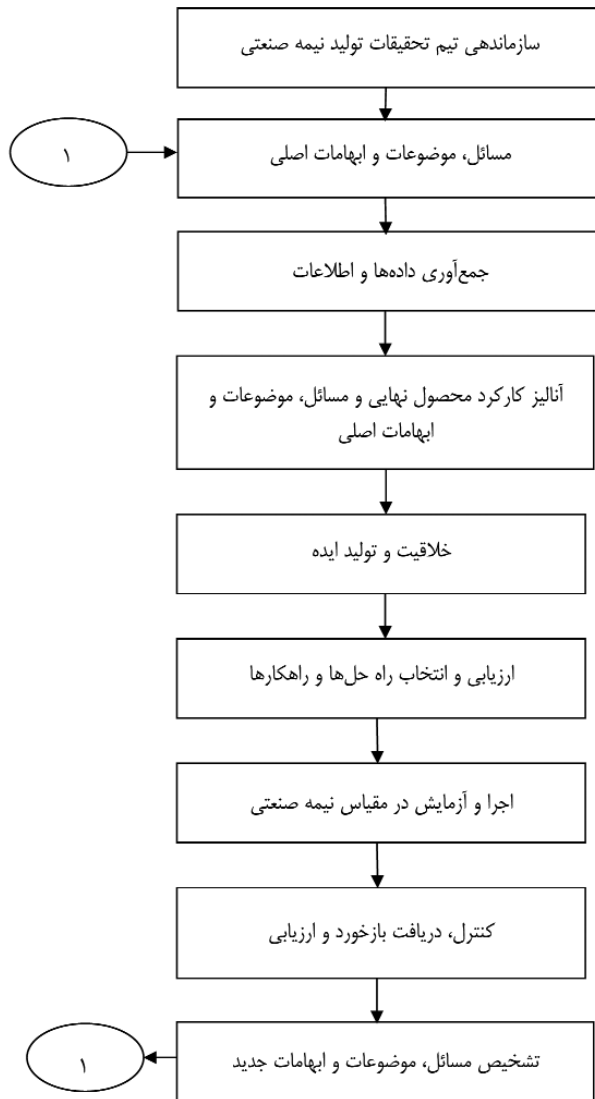 سازماندهی تیم تحقیقات تولید نیمه صنعتی
۱
مسائل، موضوعات و ابهامات اصلی
جمع‌آوری داده‌ها و اطلاعات
آنالیز کارکرد محصول نهایی و مسائل، موضوعات و
ابهامات اصلی
خلاقیت و تولید ایده
ارزیابی و انتخاب راه حل‌ها و راهکارها
اجرا و آزمایش در مقیاس نیمه صنعتی
کنترل، دریافت بازخورد و ارزیابی
تشخیص مسائل، موضوعات و ابهامات جدید
۱